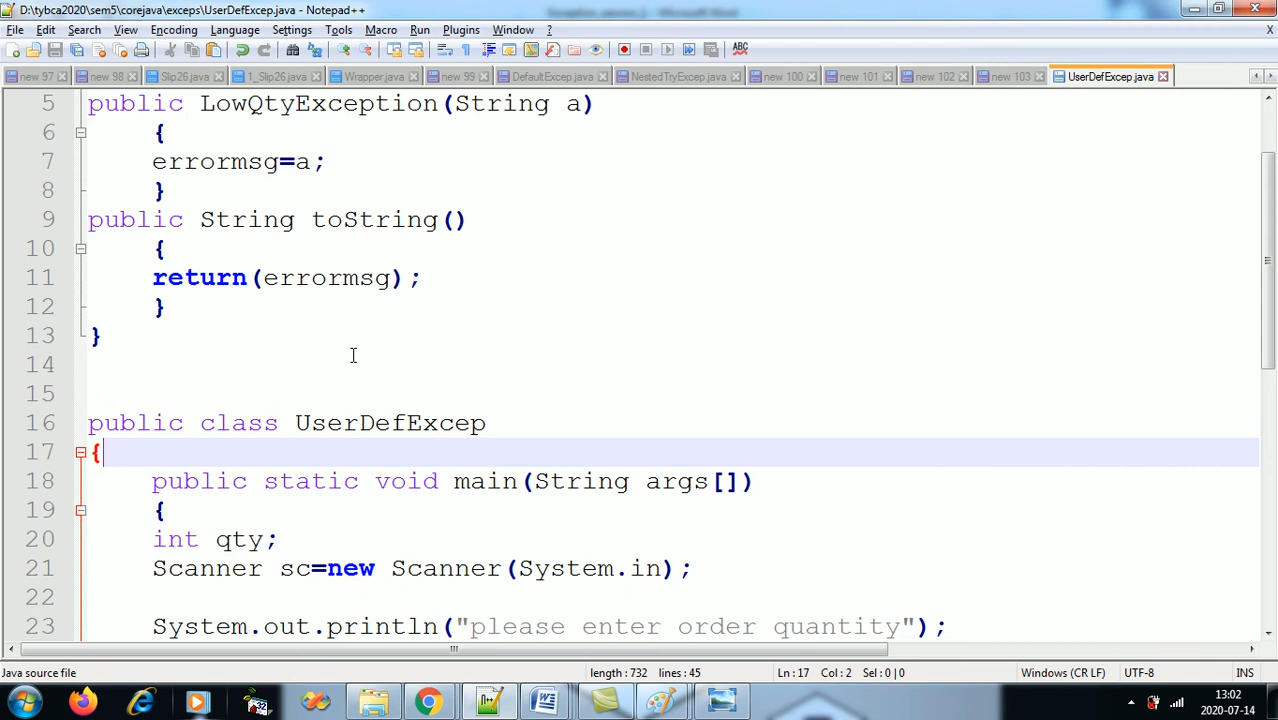 D:\tybca2020\sem5\corejava\exceps\UserDefExcep.java - Notepad++
File Edit Search View Encoding Language Settings Tools Macro Run Plugins Window ?
X
new 97 new 98 Slip26.java 1_Slip26.java Wrapper.java new 99 DefaultExcep.java NestedTryExcep.java new 100 new 101 new 102 new 103 UserDefExcep.java
5 public LowQtyException(String a)
6 {
7 errormsg=a;
8 }
9 public String toString()
10 {
11 return(errormsg);
12 }
13 }
14
15
16 public class UserDefExcep
17 {
18 public static void main(String args[])
19 {
20 int qty;
21 Scanner sc=new Scanner(System.in);
22
23 System.out.println("please enter order quantity");
Java source file length : 732 lines : 45 Ln : 17 Col : 2 Sel : 0 | 0 Windows (CR LF) UTF-8 INS
13:02
2020-07-14